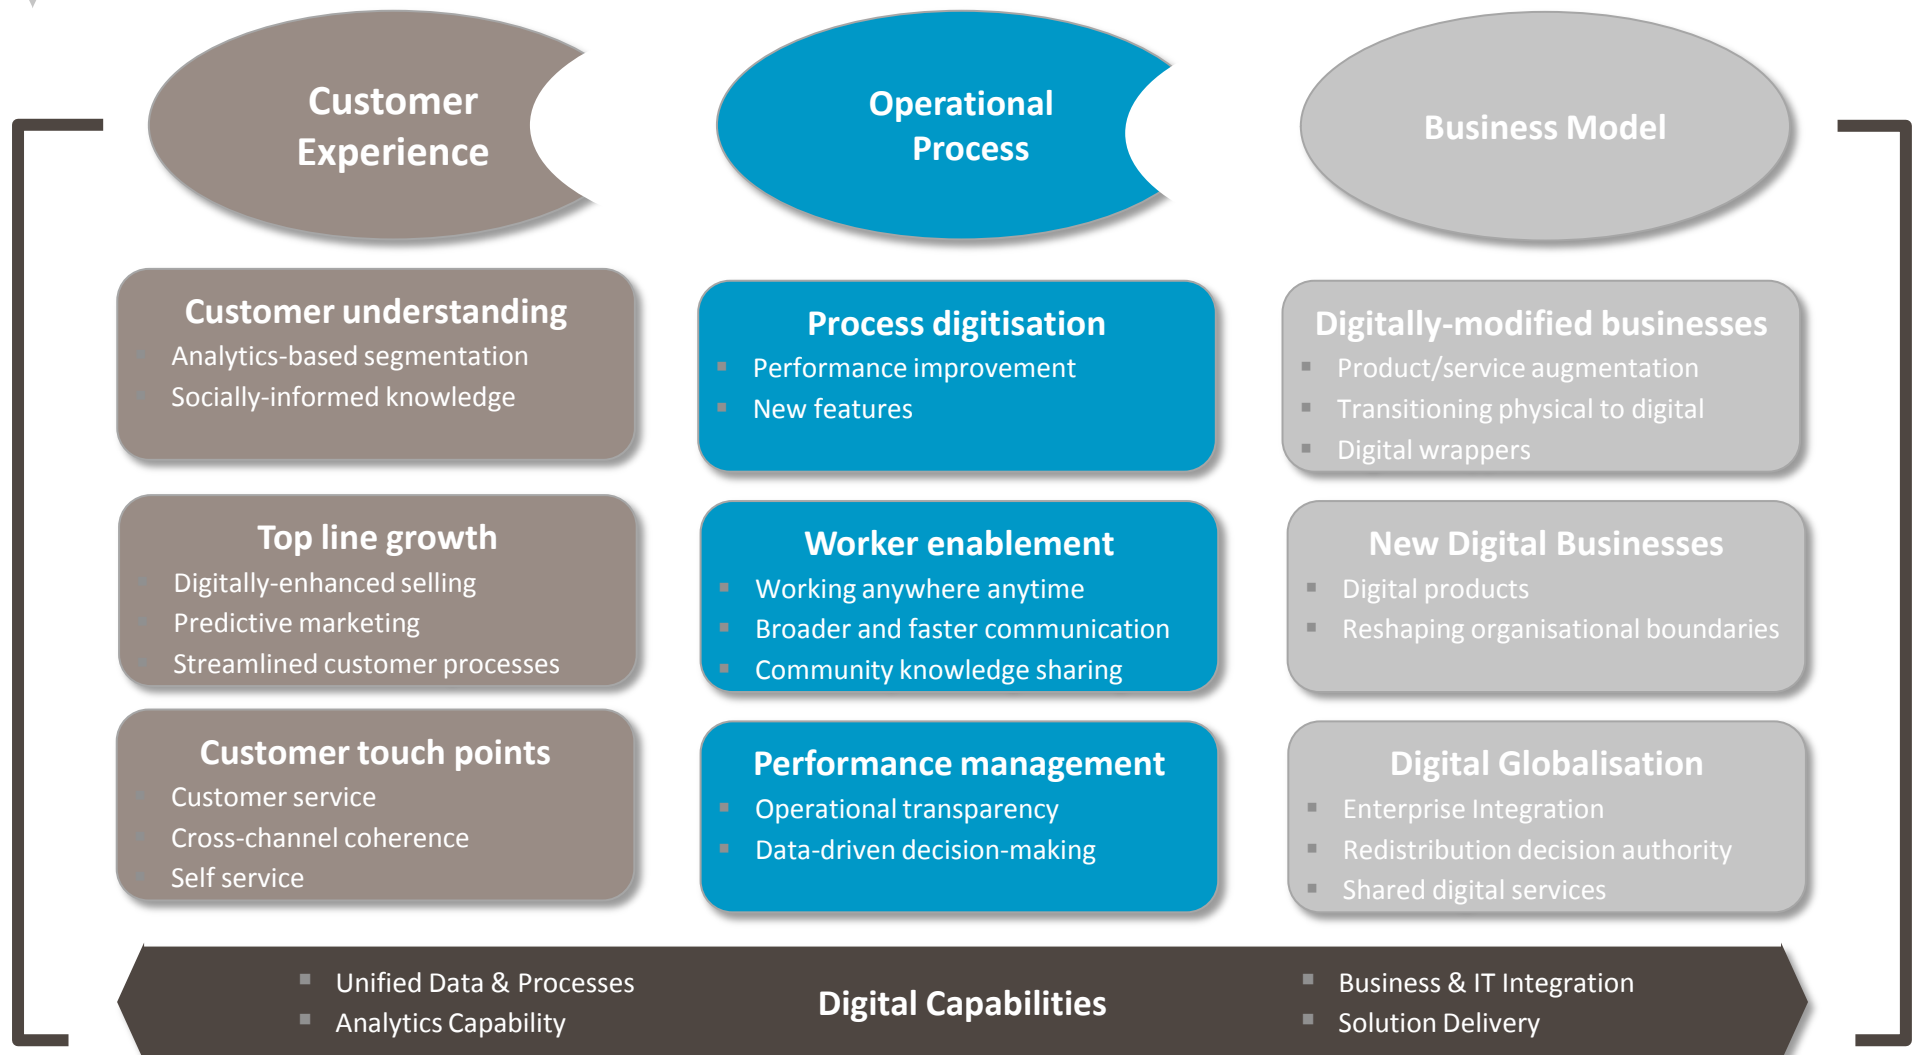 Customer
Experience
Operational
Process
Business Model
Customer understanding
Analytics-based segmentation
Socially-informed knowledge
Process digitisation
Performance improvement
New features
Digitally-modified businesses
Product/service augmentation
Transitioning physical to digital
Digital wrappers
Top line growth
Digitally-enhanced selling
Predictive marketing
Streamlined customer processes
Worker enablement
Working anywhere anytime
Broader and faster communication
Community knowledge sharing
New Digital Businesses
Digital products
Reshaping organisational boundaries
Customer touch points
Customer service
Cross-channel coherence
Self service
Performance management
Operational transparency
Data-driven decision-making
Digital Globalisation
Enterprise Integration
Redistribution decision authority
Shared digital services
Unified Data & Processes
Analytics Capability
Digital Capabilities
Business & IT Integration
Solution Delivery